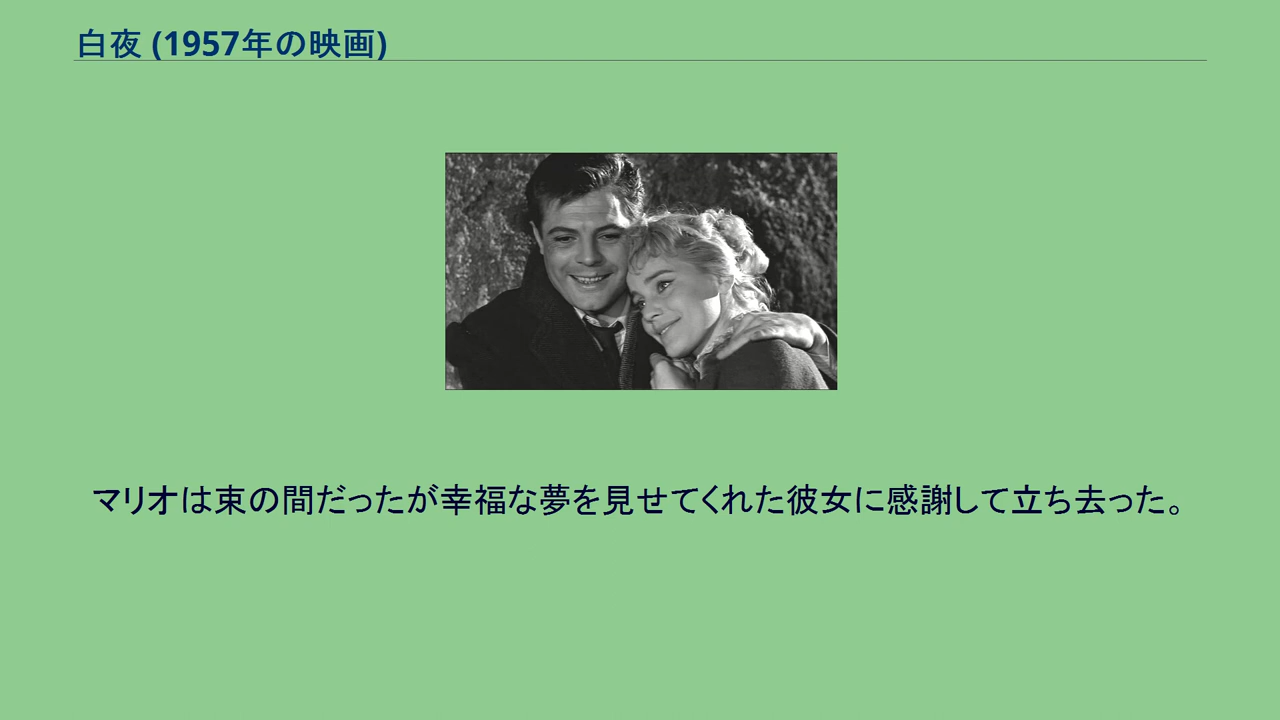 白夜 (1957年の映画)
マリオは束の間だったが幸福な夢を見せてくれた彼女に感謝して立ち去った。